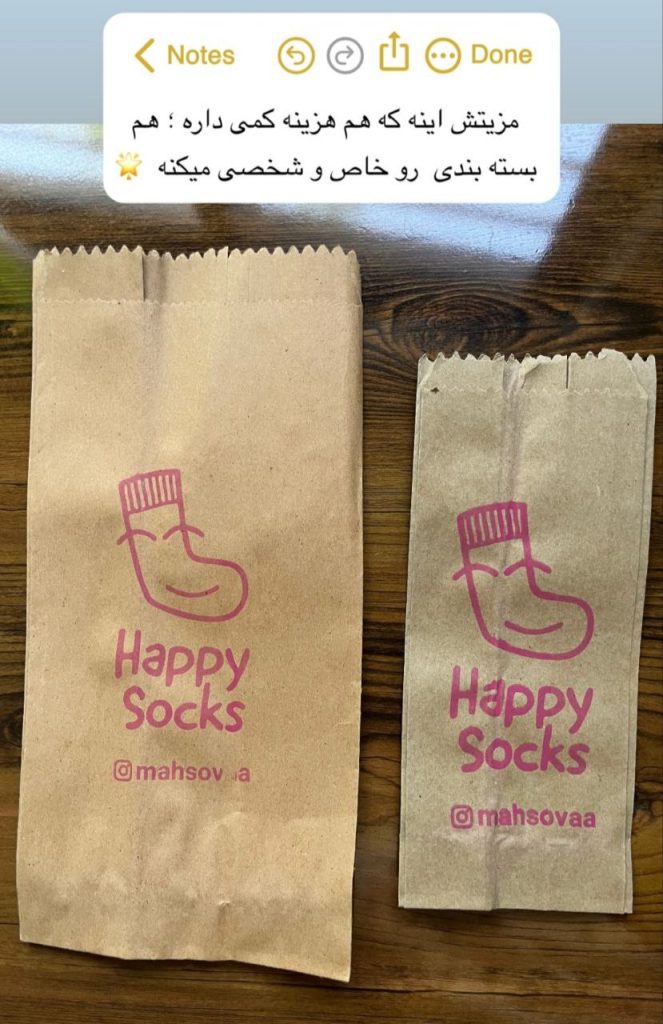 Notes Done
مزیتش اینه که هم هزینه کمی داره ؛ هم
بسته بندی رو خاص و شخصی میکنه 🌟
Happy
Socks
mahsov a
Happy
Socks
mahsovaa